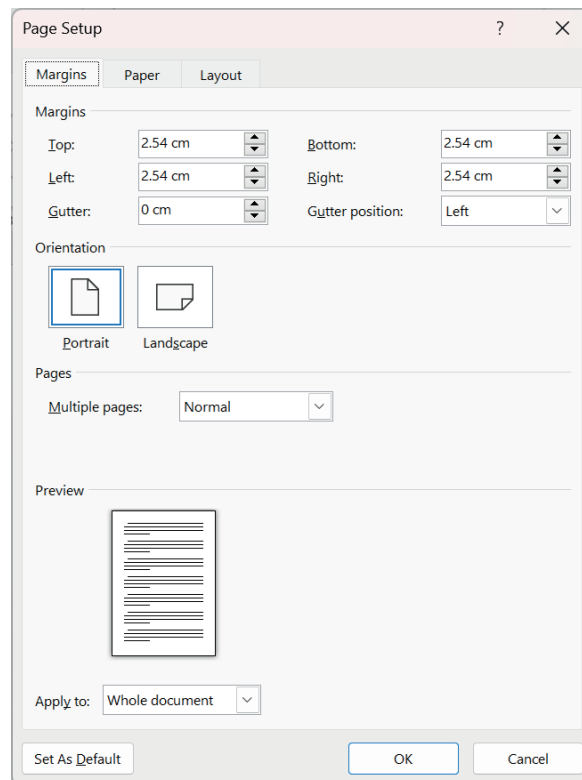 Page Setup ?
Margins Paper Layout
Margins
Top: 2.54 cm Bottom: 2.54 cm
Left: 2.54 cm Right: 2.54 cm
Gutter: 0 cm Gutter position: Left
Orientation
Portrait Landscape
Pages
Multiple pages: Normal
Preview
Apply to: Whole document
Set As Default OK Cancel